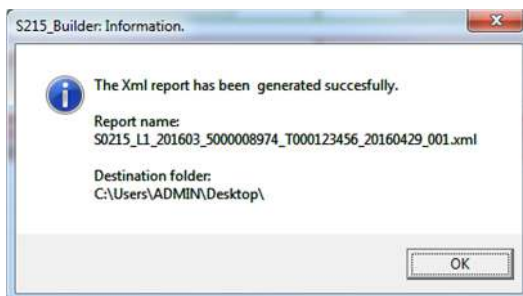 S215_Builder: Information.
The Xml report has been generated succesfully.
Report name:
S0215_L1_201603_5000008974_T000123456_20160429_001.xml
Destination folder:
C:\Users\ADMIN\Desktop\
OK